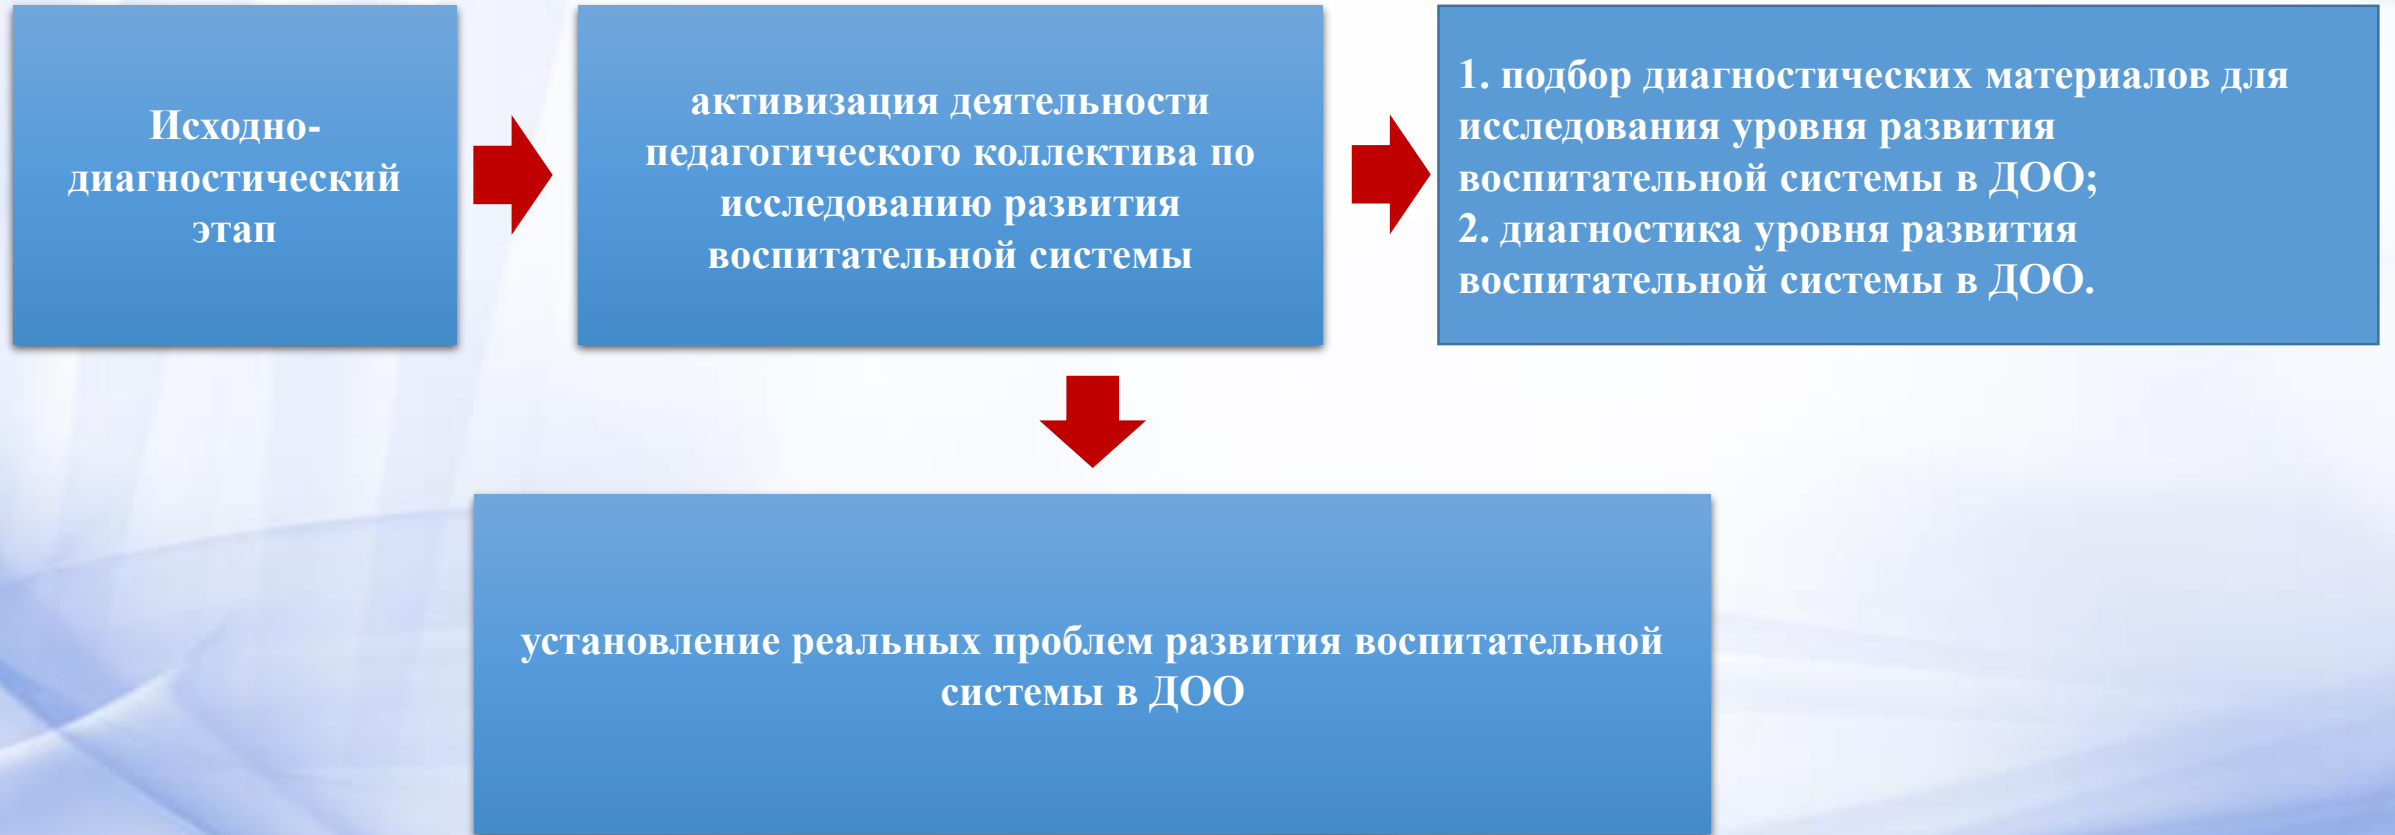 Исходно-
диагностический
этап
активизация деятельности
педагогического коллектива по
исследованию развития
воспитательной системы
1. подбор диагностических материалов для
исследования уровня развития
воспитательной системы в ДОО;
2. диагностика уровня развития
воспитательной системы в ДОО.
установление реальных проблем развития воспитательной
системы в ДОО